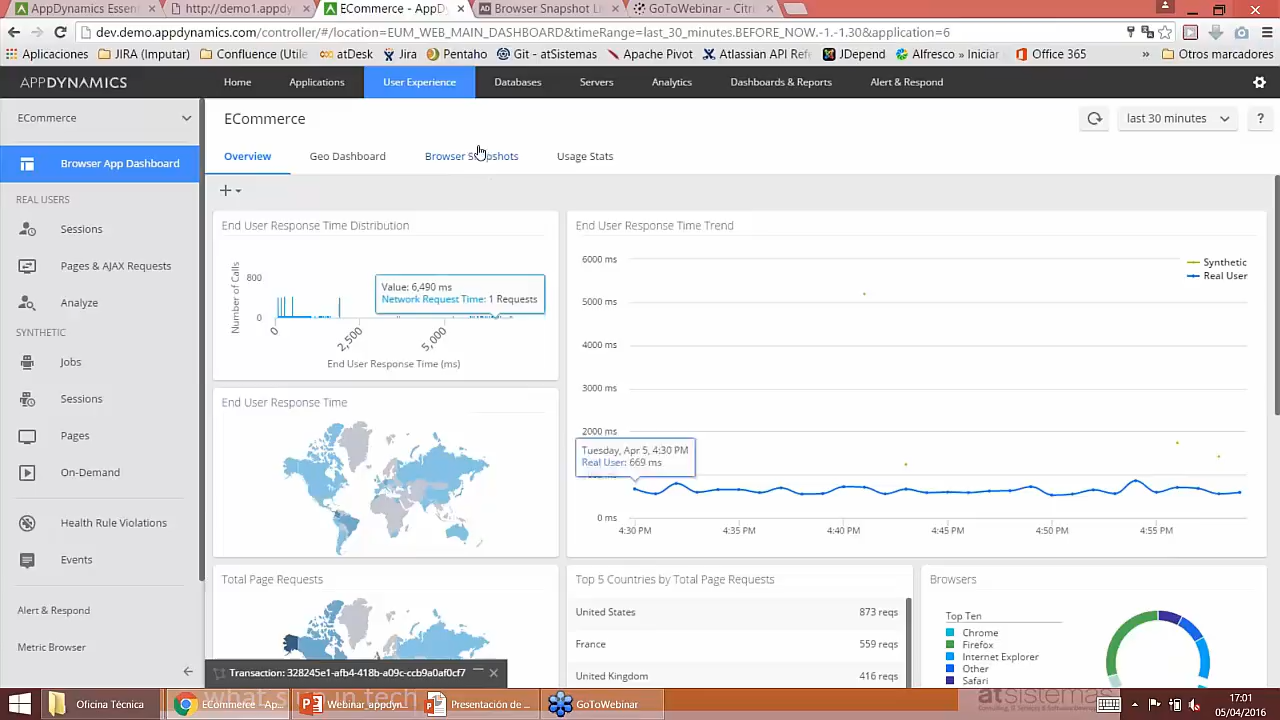 AppDynamics Essent
http://demo1.appdy
ECommerce - AppD
Browser Snapshot Li
GoToWebinar - Citri
dev.demo.appdynamics.com/controller/#/location=EUM_WEB_MAIN_DASHBOARD&timeRange=last_30_minutes.BEFORE_NOW.-1.-1.30&application=6
Aplicaciones
JIRA (Imputar)
Confluence (Utile
atDesk
Jira
Pentaho
Git - atSistemas
Apache Pivot
Atlassian API Refe
JDepend
Alfresco » Iniciar
Office 365
»
Otros marcadores
APPDYNAMICS
Home
Applications
User Experience
Databases
Servers
Analytics
Dashboards & Reports
Alert & Respond
ECommerce
ECommerce
last 30 minutes
?
Browser App Dashboard
Overview
Geo Dashboard
Browser Snapshots
Usage Stats
REAL USERS
Sessions
Pages & AJAX Requests
Analyze
SYNTHETIC
Jobs
Sessions
Pages
On-Demand
Health Rule Violations
Events
Alert & Respond
Metric Browser
End User Response Time Distribution
Number of Calls
800
0
Value: 6,490 ms
Network Request Time: 1 Requests
0
2,500
5,000
End User Response Time (ms)
End User Response Time Trend
Synthetic
Real User
6000 ms
5000 ms
4000 ms
3000 ms
2000 ms
0 ms
Tuesday, Apr 5, 4:30 PM
Real User: 669 ms
4:30 PM
4:35 PM
4:40 PM
4:45 PM
4:50 PM
4:55 PM
End User Response Time
Total Page Requests
Top 5 Countries by Total Page Requests
United States
873 reqs
France
559 reqs
United Kingdom
416 reqs
Browsers
Top Ten
Chrome
Firefox
Internet Explorer
Other
Safari
Transaction: 328245e1-afb4-418b-a09c-ccb9a0af0cf7
Oficina Técnica
ECommerce - Ap...
Webinar_appdyn...
Presentación de ...
GoToWebinar
atsistemas
17:01
05/04/2016